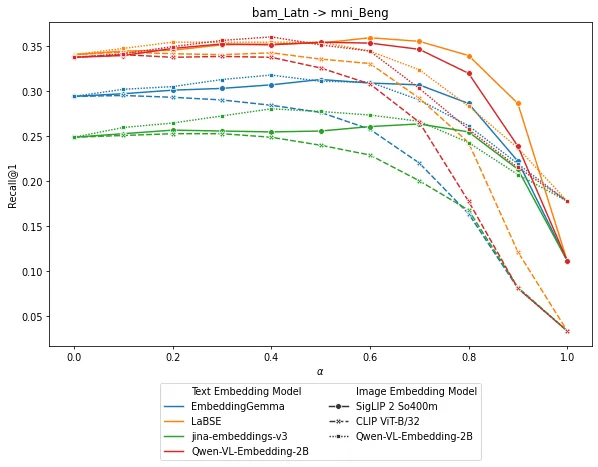 bam_Latn -> mni_Beng
Recall@1
0.35
0.30
0.25
0.20
0.15
0.10
0.05
0.0 0.2 0.4 0.6 0.8 1.0
α
Text Embedding Model
EmbeddingGemma
LaBSE
jina-embeddings-v3
Qwen-VL-Embedding-2B
Image Embedding Model
SigLIP 2 So400m
CLIP ViT-B/32
Qwen-VL-Embedding-2B